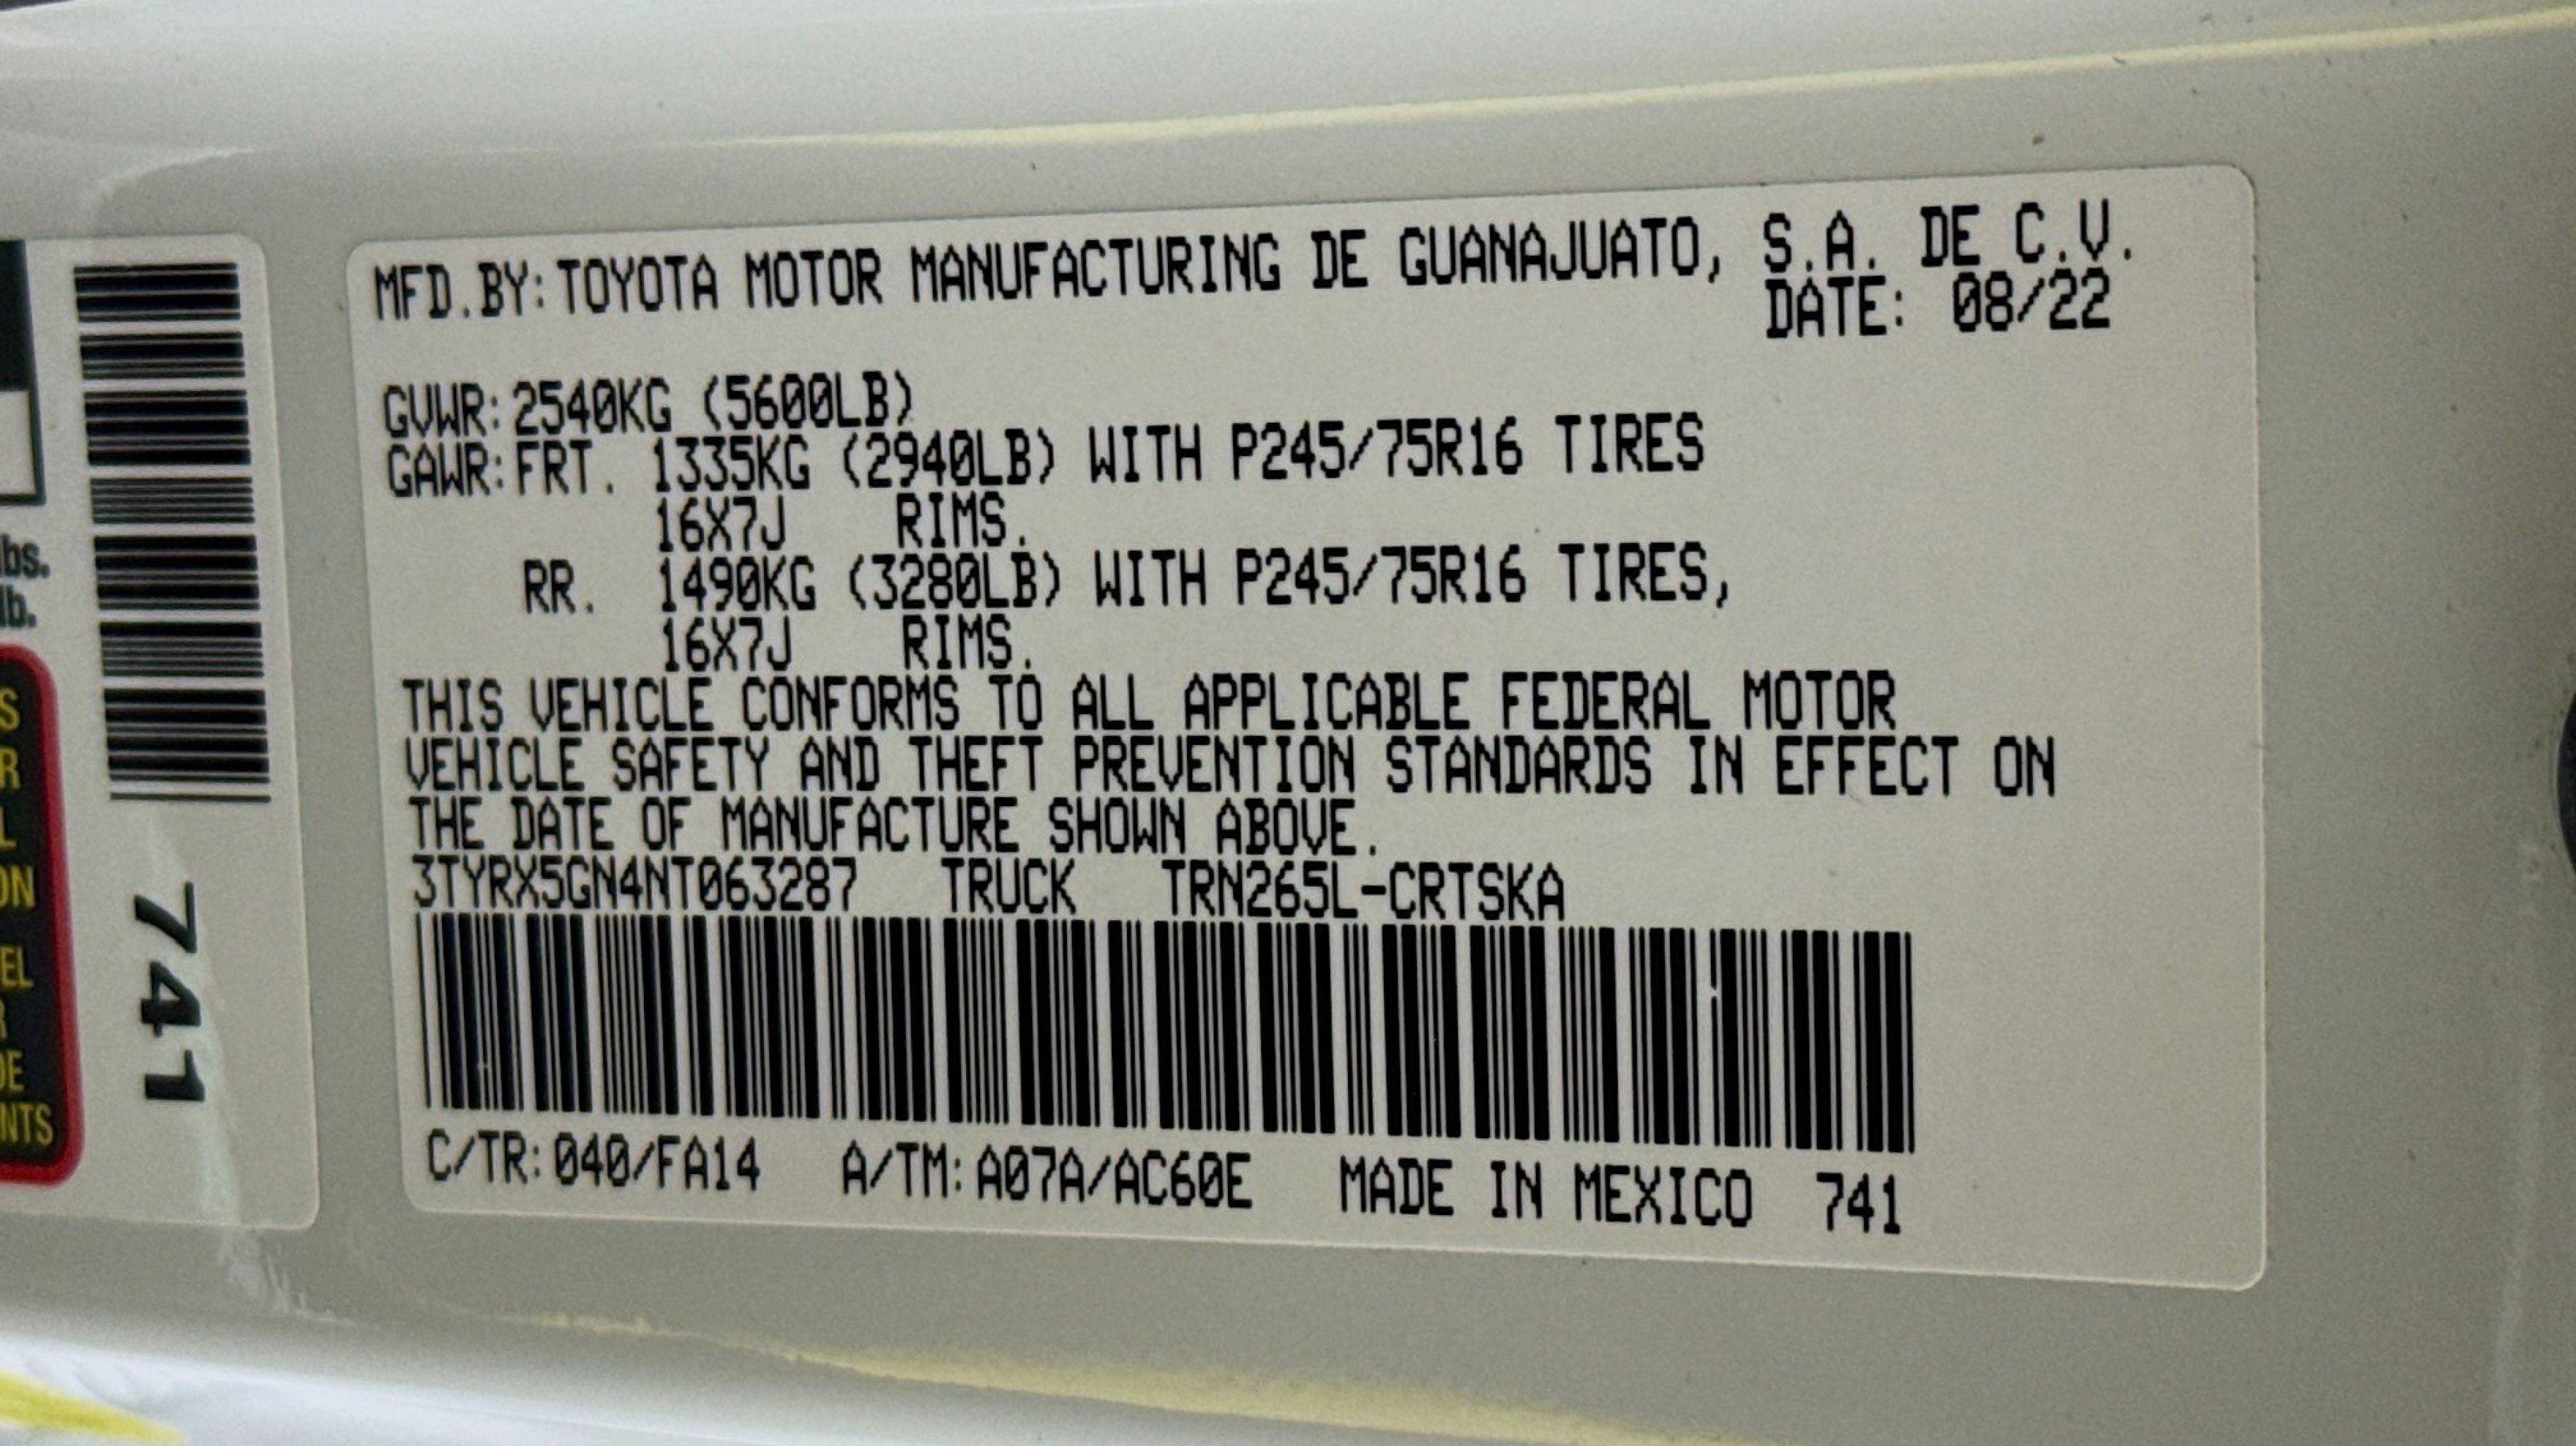 MFD.BY:TOYOTA MOTOR MANUFACTURING DE GUANAJUATO, S.A. DE C.V.
DATE: 08/22
GVWR:2540KG (5600LB)
GAWR:FRT. 1335KG (2940LB) WITH P245/75R16 TIRES
16X7J RIMS.
RR. 1490KG (3280LB) WITH P245/75R16 TIRES,
16X7J RIMS.
THIS VEHICLE CONFORMS TO ALL APPLICABLE FEDERAL MOTOR
VEHICLE SAFETY AND THEFT PREVENTION STANDARDS IN EFFECT ON
THE DATE OF MANUFACTURE SHOWN ABOVE.
3TYRX5GN4NT063287 TRUCK TRN265L-CRTSKA
C/TR:040/FA14 A/TM:A07A/AC60E MADE IN MEXICO 741
741
lb.